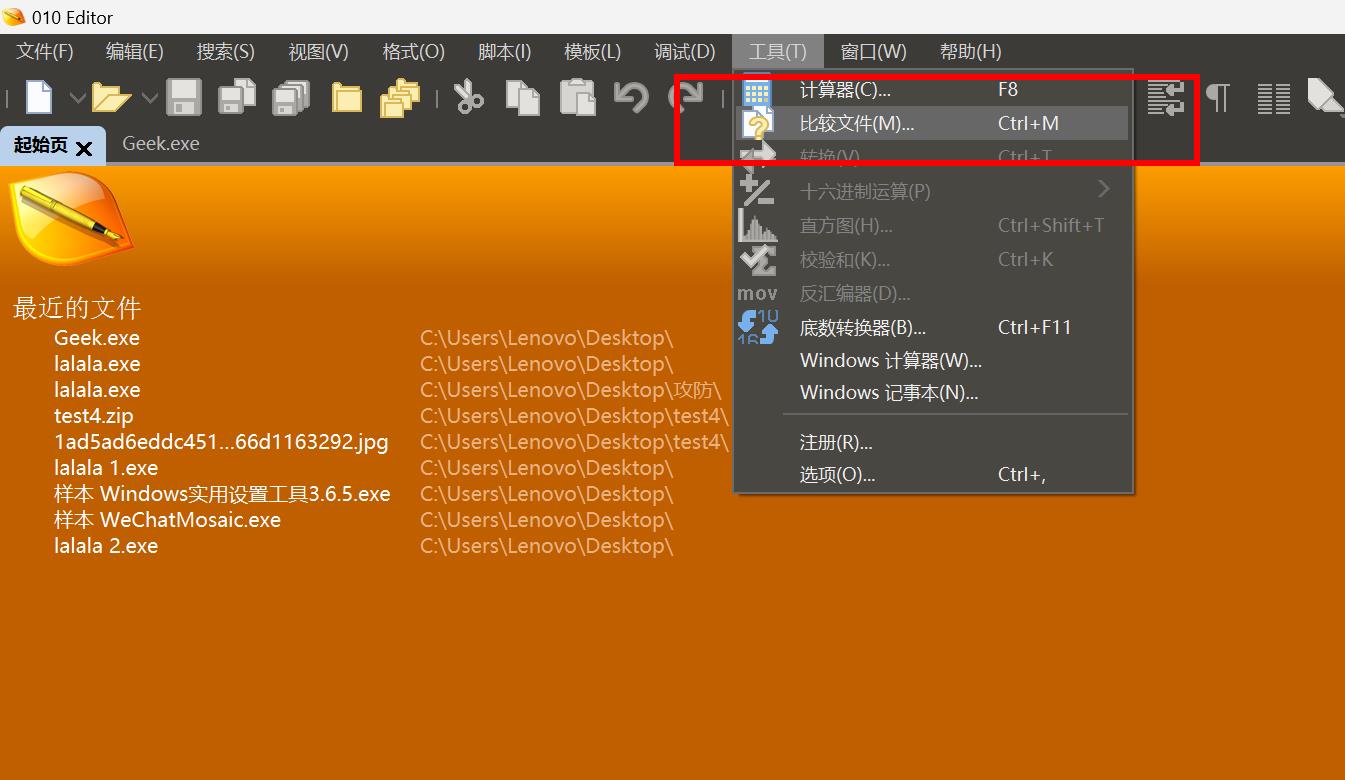 010 Editor
文件(F) 编辑(E) 搜索(S) 视图(V) 格式(O) 脚本(I) 模板(L) 调试(D) 工具(T) 窗口(W) 帮助(H)
计算器(C)... F8
比较文件(M)... Ctrl+M
转换(V) Ctrl+T
十六进制运算(P)
直方图(H)... Ctrl+Shift+T
校验和(K)... Ctrl+K
mov 反汇编器(D)...
10 16 底数转换器(B)... Ctrl+F11
Windows 计算器(W)...
Windows 记事本(N)...
注册(R)...
选项(O)... Ctrl+,
起始页 Geek.exe
最近的文件
Geek.exe C:\Users\Lenovo\Desktop\
lalala.exe C:\Users\Lenovo\Desktop\
lalala.exe C:\Users\Lenovo\Desktop\攻防\
test4.zip C:\Users\Lenovo\Desktop\test4\
1ad5ad6eddc451...66d1163292.jpg C:\Users\Lenovo\Desktop\test4\
lalala 1.exe C:\Users\Lenovo\Desktop\
样本 Windows实用设置工具3.6.5.exe C:\Users\Lenovo\Desktop\
样本 WeChatMosaic.exe C:\Users\Lenovo\Desktop\
lalala 2.exe C:\Users\Lenovo\Desktop\